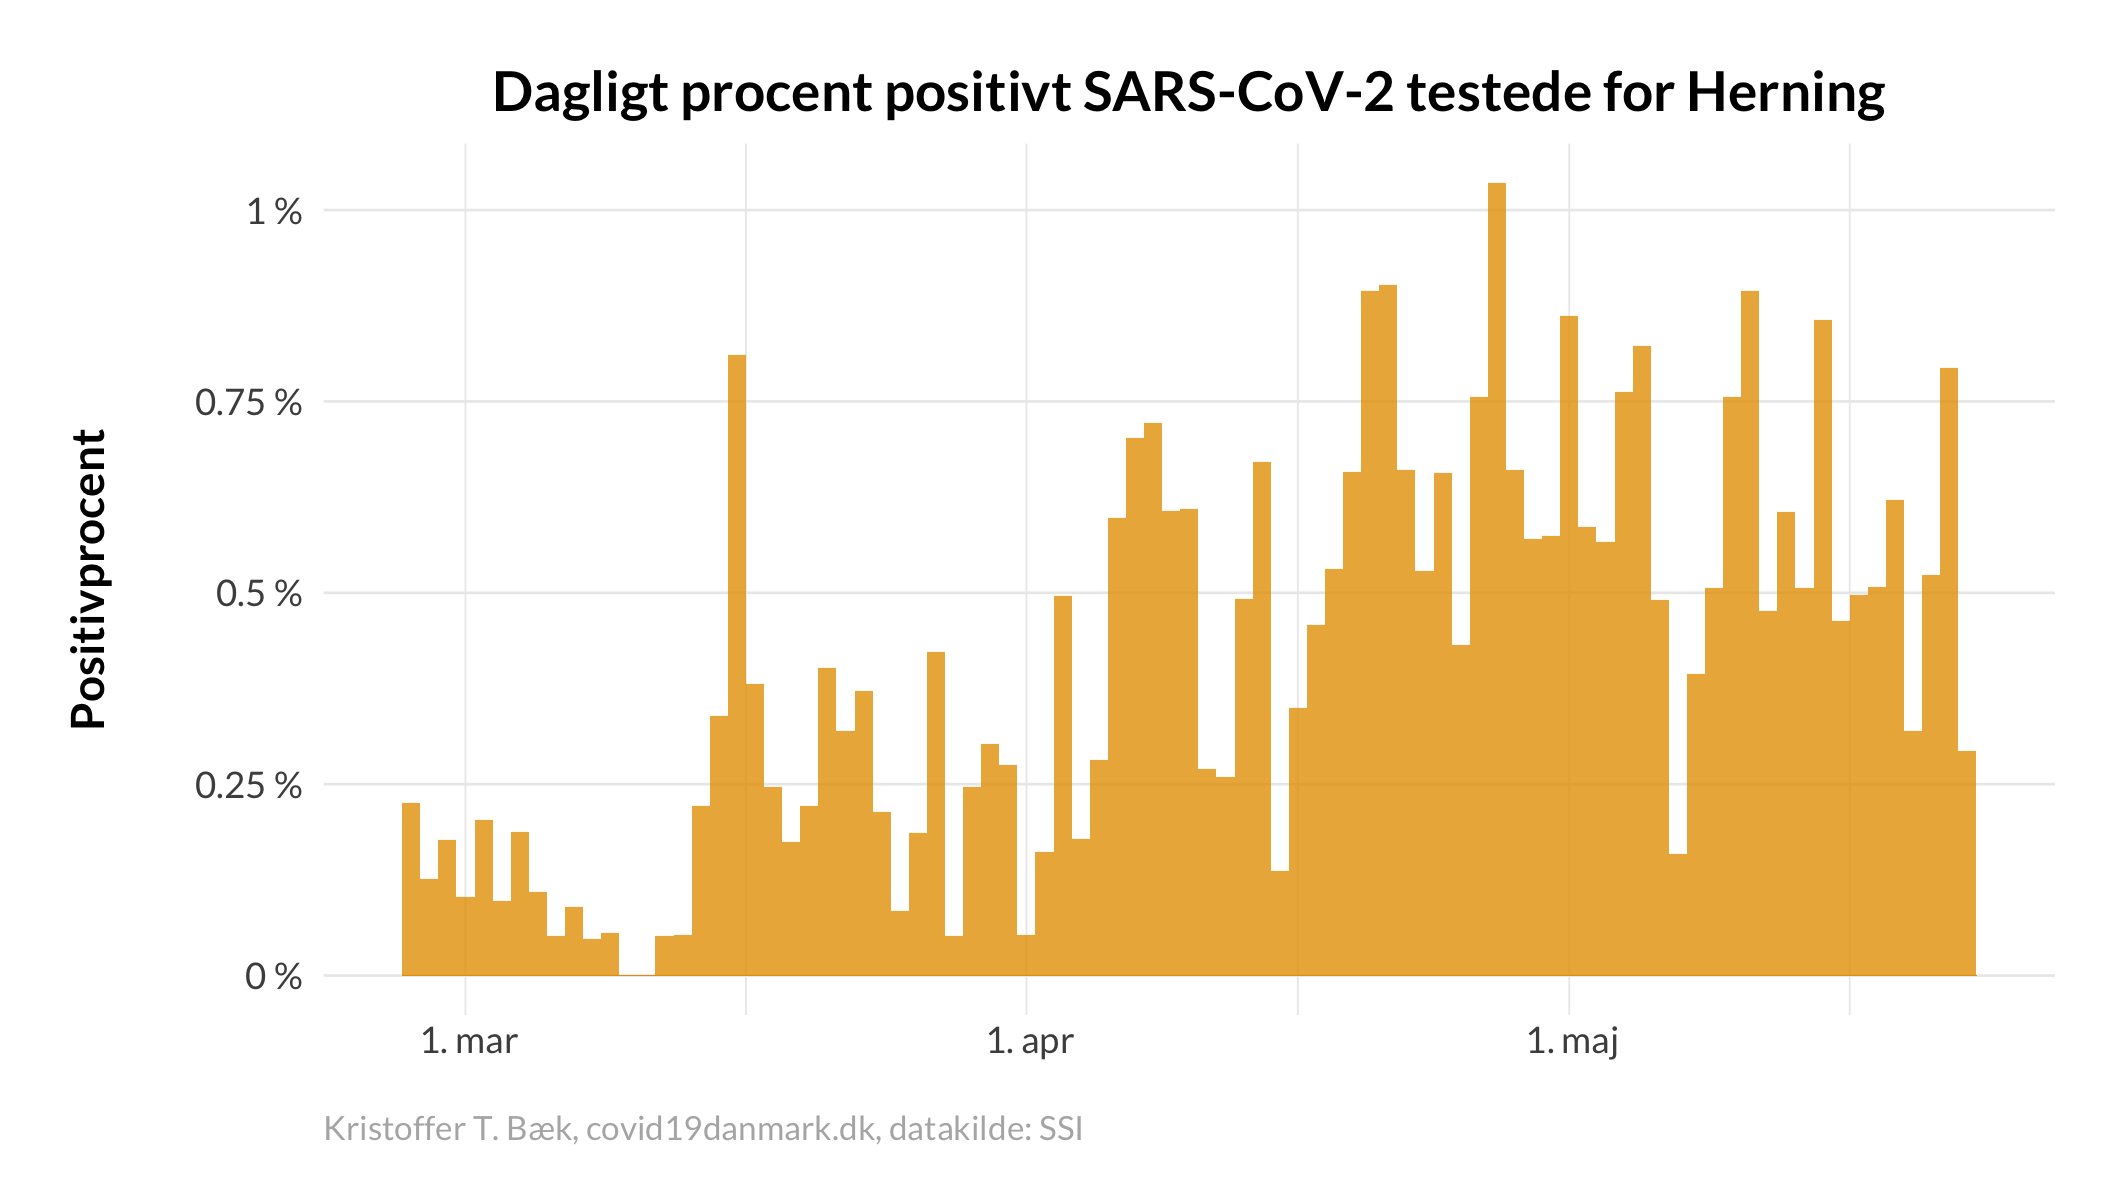 Dagligt procent positivt SARS-CoV-2 testede for Herning
Positivprocent
1 %
0.75 %
0.5 %
0.25 %
0 %
1. mar
1. apr
1. maj
Kristoffer T. Bæk, covid19danmark.dk, datakilde: SSI